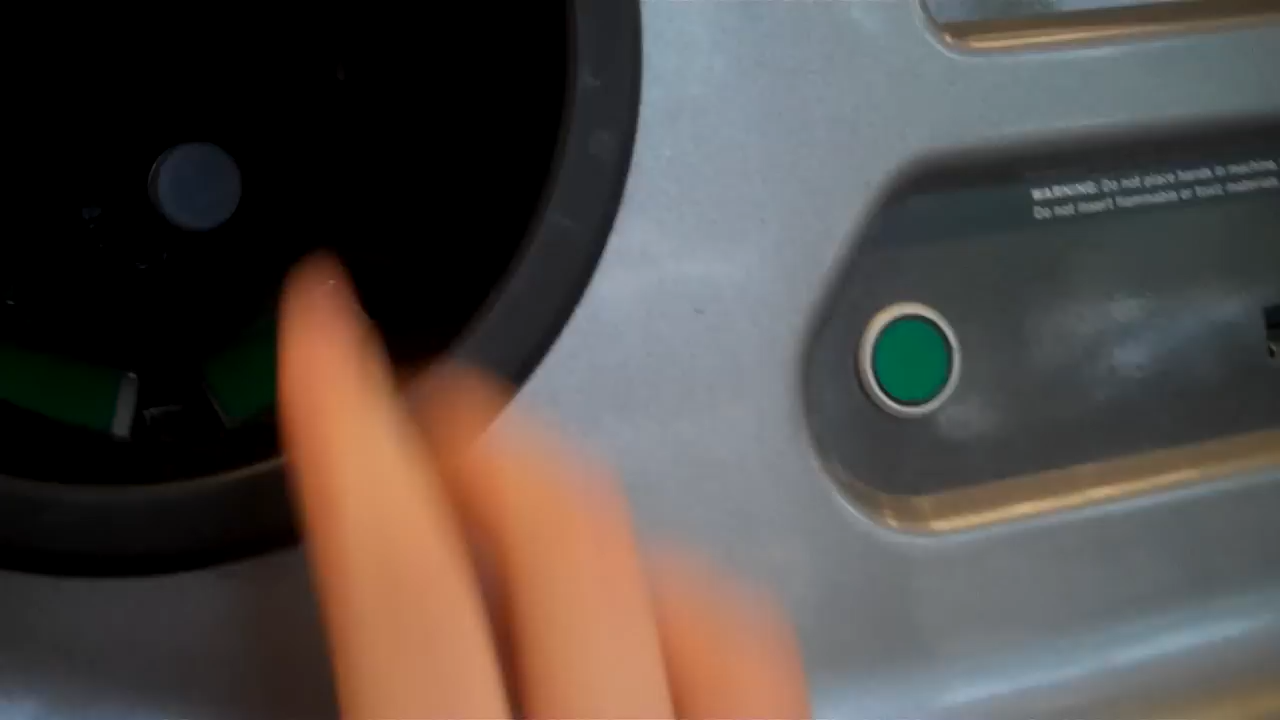 WARNING: Do not place hands in machine.
Do not insert flammable or toxic materials